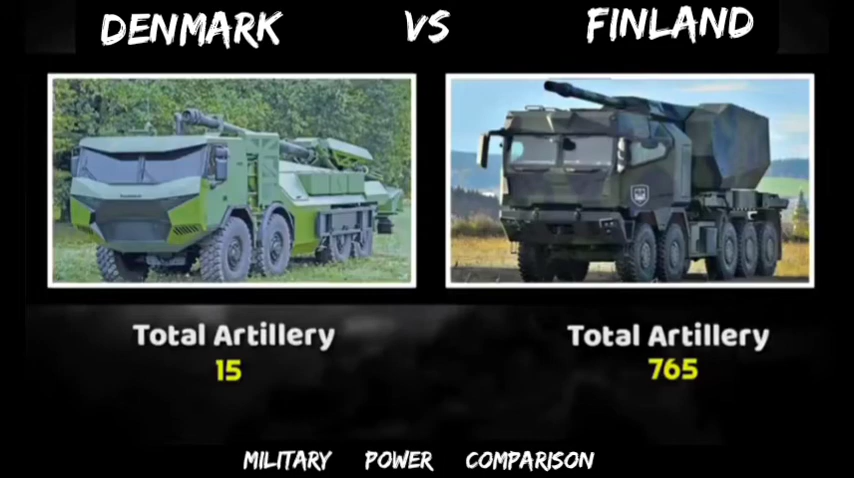 DENMARK VS FINLAND
Total Artillery Total Artillery
15 765
MILITARY POWER COMPARISON